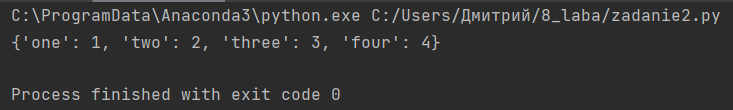 C:\ProgramData\Anaconda3\python.exe C:/Users/Дмитрий/8_laba/zadanie2.py
{'one': 1, 'two': 2, 'three': 3, 'four': 4}
Process finished with exit code 0